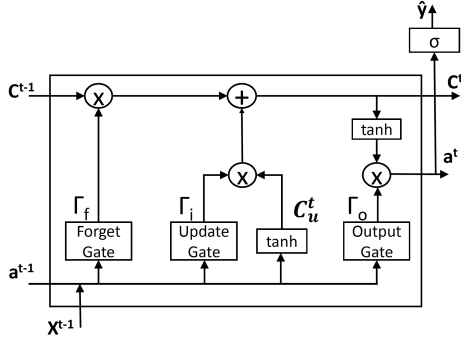 ŷ
σ
C^{t-1}
X
+
C^t
tanh
a^t
X
X
Γ_f
Γ_i
C_u^t
Γ_o
Forget
Gate
Update
Gate
tanh
Output
Gate
a^{t-1}
X^{t-1}